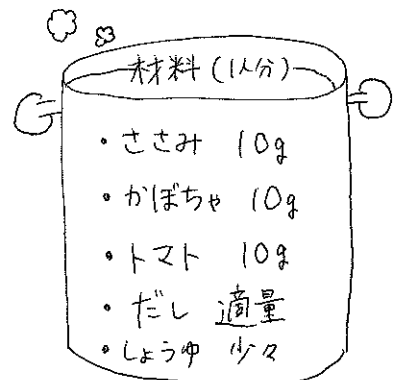 材料(1人分)
・ささみ 10g
・かぼちゃ 10g
・トマト 10g
・だし 適量
・しょうゆ 少々